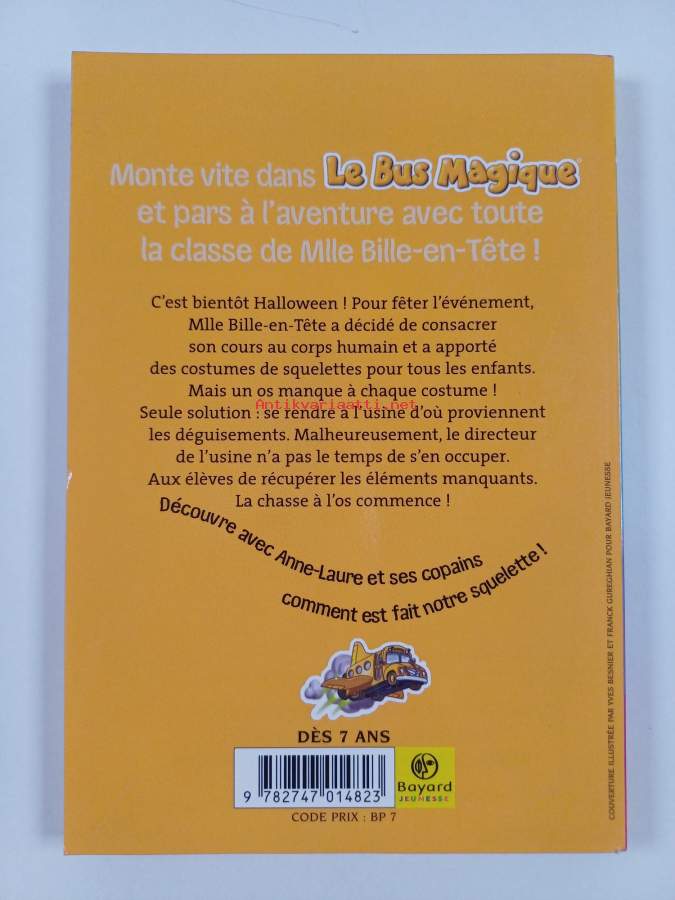 Monte vite dans Le Bus Magique®
et pars à l'aventure avec toute
la classe de Mlle Bille-en-Tête !
C'est bientôt Halloween ! Pour fêter l'événement,
Mlle Bille-en-Tête a décidé de consacrer
son cours au corps humain et a apporté
des costumes de squelettes pour tous les enfants.
Mais un os manque à chaque costume !
Antikvariaatti.net
Seule solution : se rendre à l'usine d'où proviennent
les déguisements. Malheureusement, le directeur
de l'usine n'a pas le temps de s'en occuper.
Aux élèves de récupérer les éléments manquants.
La chasse à l'os commence !
Découvre avec Anne-Laure et ses copains
comment est fait notre squelette !
DÈS 7 ANS
9 782747 014823
Bayard
JEUNESSE
CODE PRIX : BP 7
COUVERTURE ILLUSTRÉE PAR YVES BESNIER ET FRANCK GUREGHIAN POUR BAYARD JEUNESSE